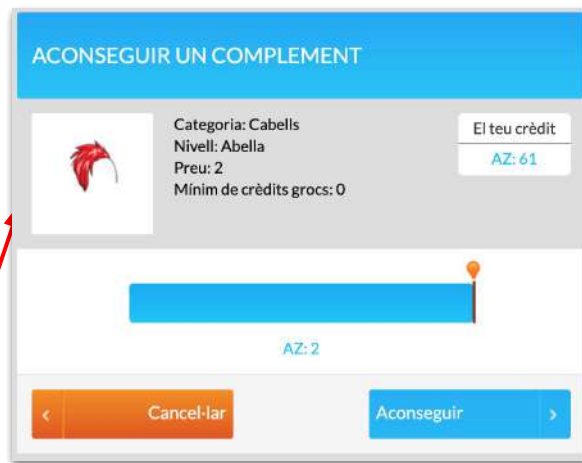 ACONSEGUIR UN COMPLEMENT
Categoria: Cabells
Nivell: Abella
Preu: 2
Mínim de crèdits grocs: 0
El teu crèdit
AZ: 61
AZ: 2
Cancel·lar
Aconseguir